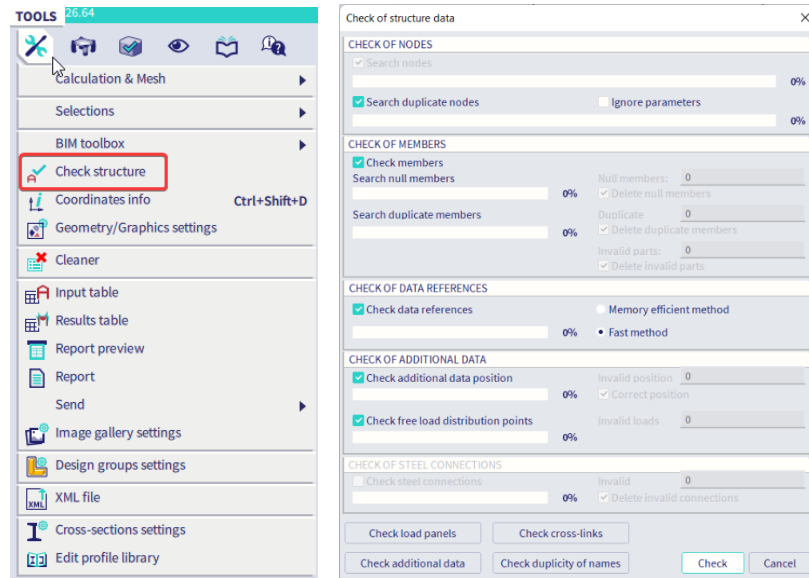 TOOLS
26.64
Calculation & Mesh
Selections
BIM toolbox
Check structure
Coordinates info Ctrl+Shift+D
Geometry/Graphics settings
Cleaner
Input table
Results table
Report preview
Report
Send
Image gallery settings
Design groups settings
XML file
Cross-sections settings
Edit profile library
Check of structure data
CHECK OF NODES
Search nodes
0%
Search duplicate nodes Ignore parameters
0%
CHECK OF MEMBERS
Check members
Search null members Null members: 0
0% Delete null members
Search duplicate members Duplicate 0
0% Delete duplicate members
Invalid parts: 0
Delete invalid parts
CHECK OF DATA REFERENCES
Check data references Memory efficient method
0% Fast method
CHECK OF ADDITIONAL DATA
Check additional data position Invalid position 0
0% Correct position
Check free load distribution points Invalid loads 0
0%
CHECK OF STEEL CONNECTIONS
Check steel connections Invalid 0
0% Delete invalid connections
Check load panels Check cross-links
Check additional data Check duplicity of names Check Cancel